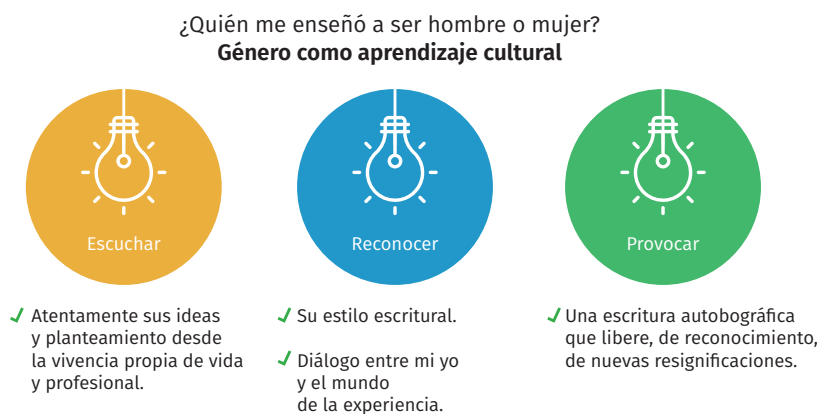 ¿Quién me enseñó a ser hombre o mujer?
Género como aprendizaje cultural
Escuchar
Atentamente sus ideas
y planteamiento desde
la vivencia propia de vida
y profesional.
Reconocer
Su estilo escritural.
Diálogo entre mi yo
y el mundo
de la experiencia.
Provocar
Una escritura autobográfica
que libere, de reconocimiento,
de nuevas resignificaciones.